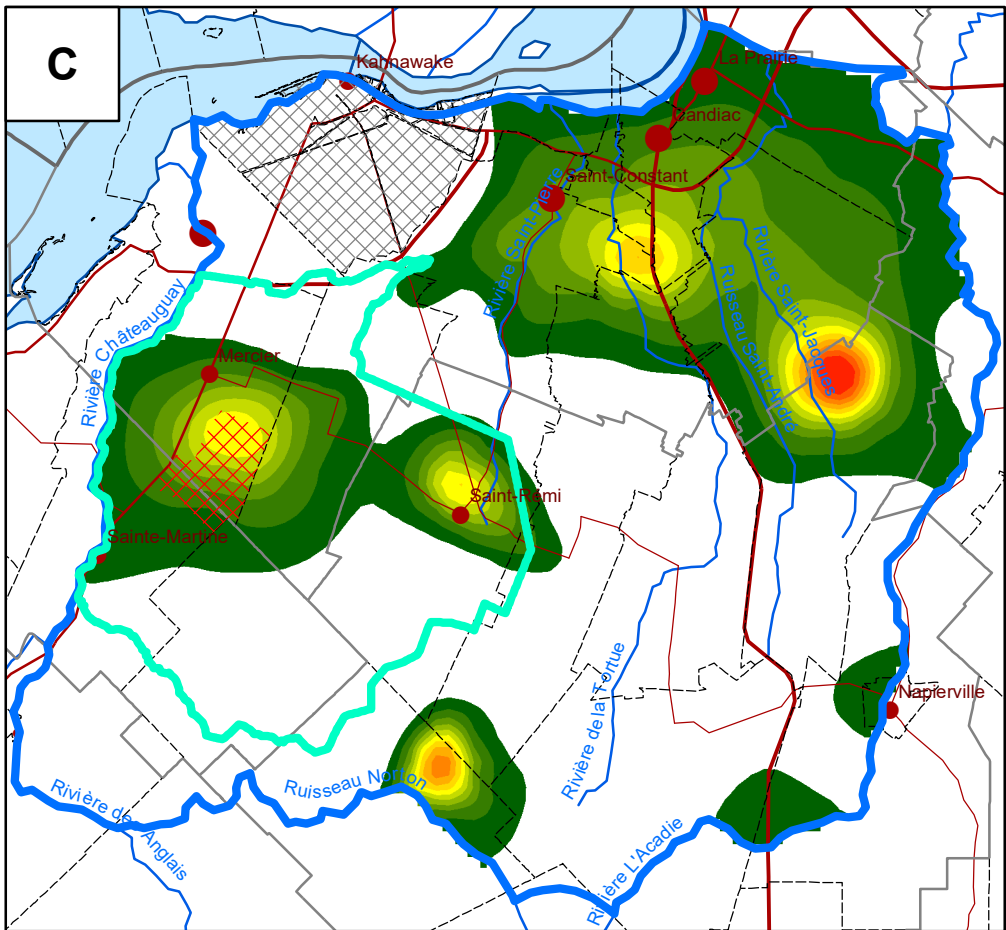 C
Kahnawake
La Prairie
Candiac
Saint-Constant
Rivière Saint-Pierre
Rivière Saint-Jacques
Ruisseau Saint-André
Rivière Châteauguay
Mercier
Saint-Rémi
Sainte-Martine
Rivière de la Tortue
Napierville
Ruisseau Norton
Rivière des Anglais
Rivière L'Acadie